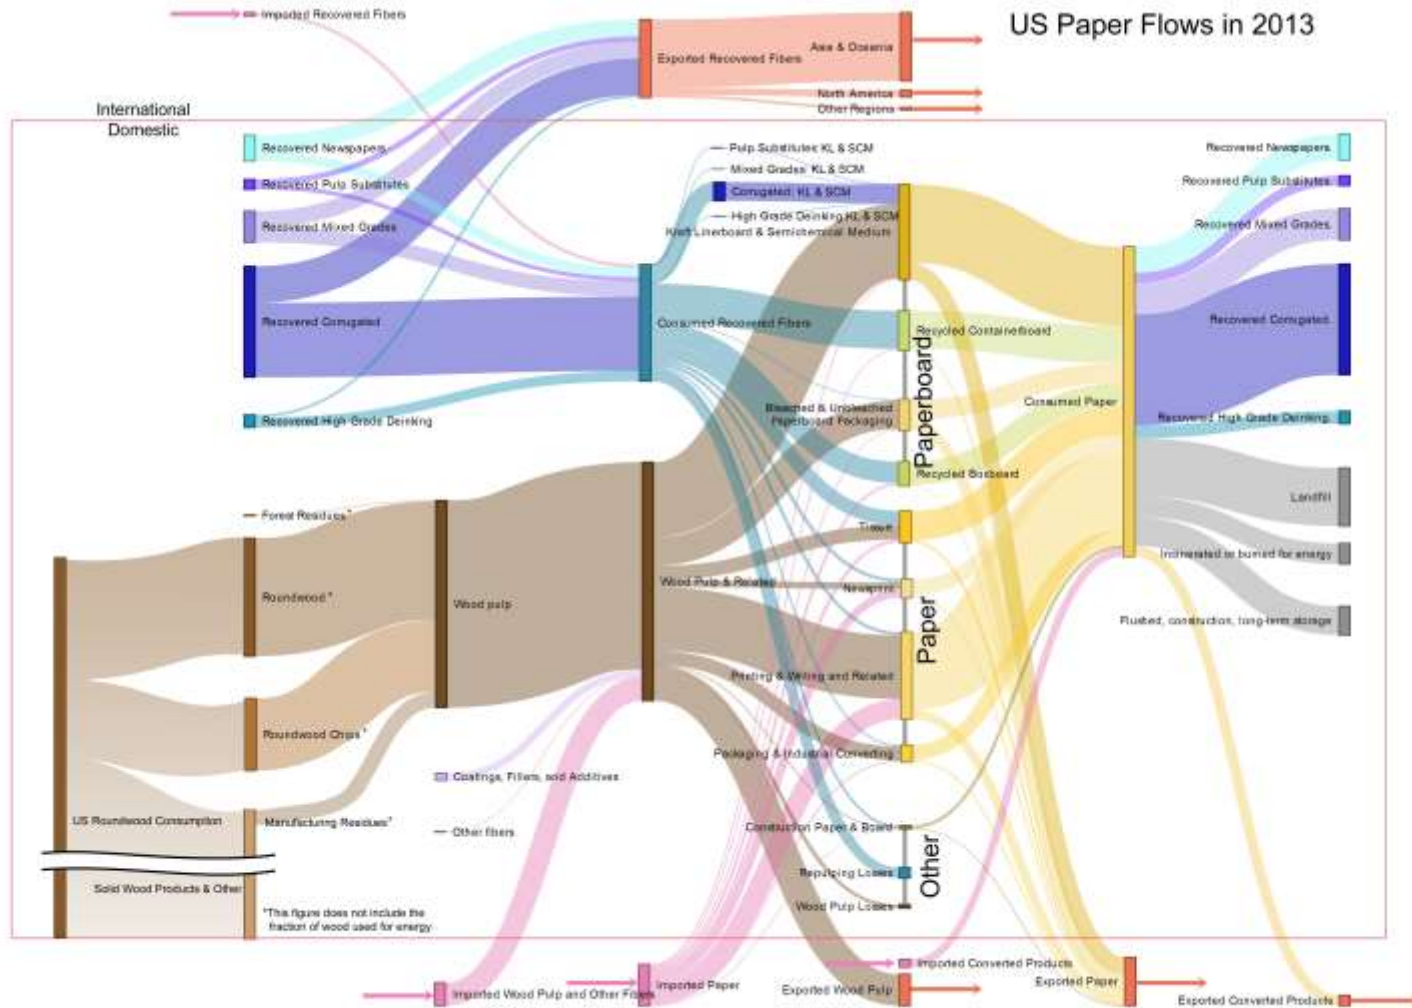 US Paper Flows in 2013
Imported Recovered Fibers
Exported Recovered Fibers
Asia & Oceania
North America
Other Regions
International
Domestic
Recovered Newspapers
Recovered Pulp Substitutes
Recovered Mixed Grades
Recovered Corrugated
Recovered High Grade Deinking
Pulp Substitutes KL & SCM
Mixed Grades KL & SCM
Corrugated KL & SCM
High Grade Deinking KL & SCM
Kraft Linerboard & Semichemical Medium
Consumed Recovered Fibers
Recycled Containerboard
Bleached & Unbleached
Paperboard Packaging
Recycled Boxboard
Paperboard
Consumed Paper
Recovered Newspapers
Recovered Pulp Substitutes
Recovered Mixed Grades
Recovered Corrugated
Recovered High Grade Deinking
Landfill
Incinerated or burned for energy
Flushed, construction, long-term storage
Forest Residues*
Roundwood*
Roundwood Chips*
Manufacturing Residues*
US Roundwood Consumption
Solid Wood Products & Other
*This figure does not include the
fraction of wood used for energy
Wood pulp
Coatings, Fillers, and Additives
Other fibers
Wood Pulp & Related
Tissue
Newsprint
Printing & Writing and Related
Packaging & Industrial Converting
Paper
Construction Paper & Board
Repulping Losses
Wood Pulp Losses
Other
Imported Wood Pulp and Other Fibers
Imported Paper
Imported Converted Products
Exported Wood Pulp
Exported Paper
Exported Converted Products